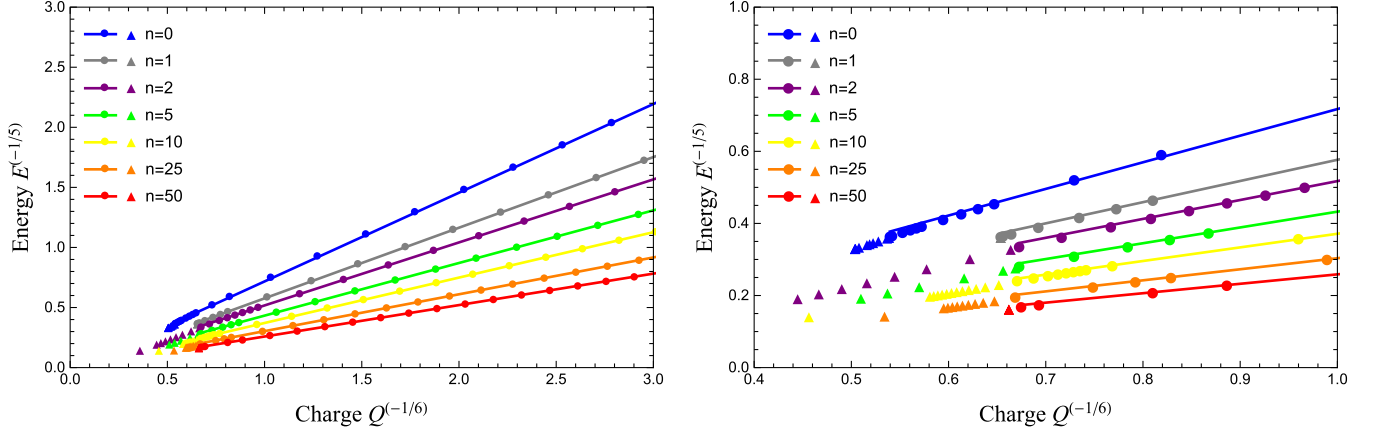 3.0
2.5
2.0
1.5
1.0
0.5
0.0
0.0 0.5 1.0 1.5 2.0 2.5 3.0
Energy E^(-1/5)
Charge Q^(-1/6)
n=0
n=1
n=2
n=5
n=10
n=25
n=50
1.0
0.8
0.6
0.4
0.2
0.0
0.4 0.5 0.6 0.7 0.8 0.9 1.0
Energy E^(-1/5)
Charge Q^(-1/6)
n=0
n=1
n=2
n=5
n=10
n=25
n=50